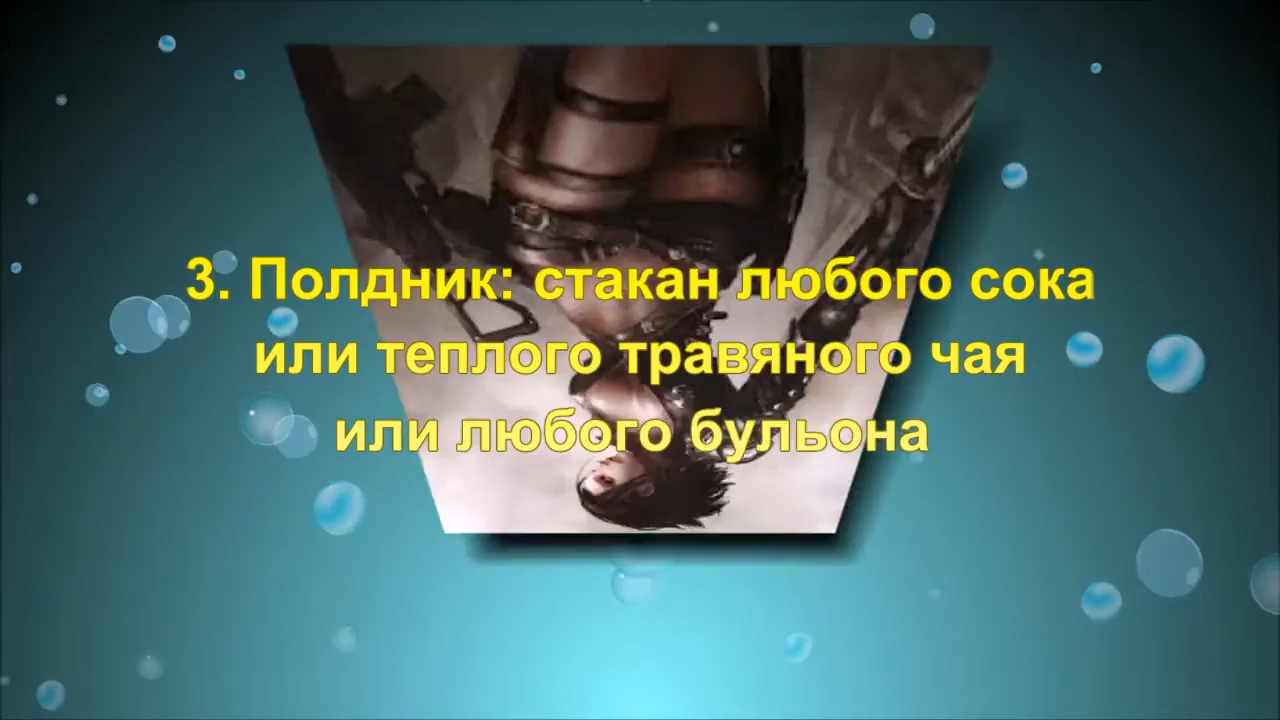 3. Полдник: стакан любого сока
или теплого травяного чая
или любого бульона